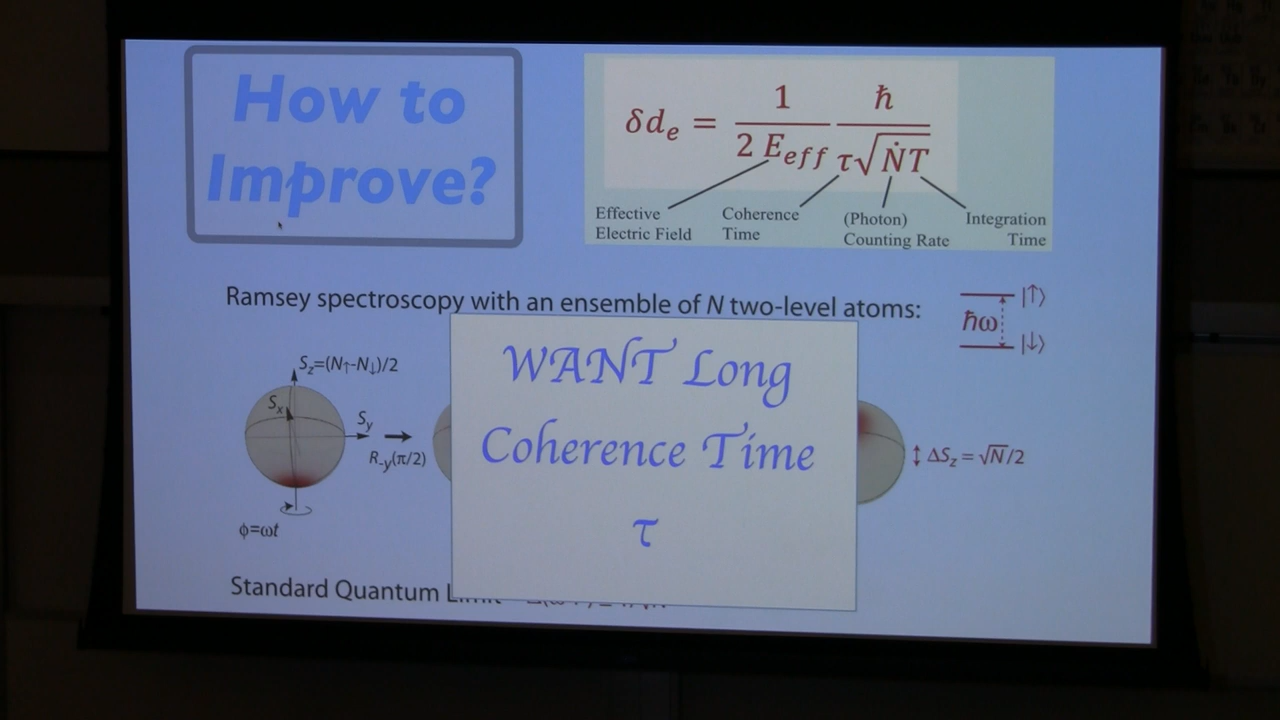 How to
Improve?
δd_e = 1/(2 E_eff) ħ/(τ√(ṄT))
Effective
Electric Field
Coherence
Time
(Photon)
Counting Rate
Integration
Time
Ramsey spectroscopy with an ensemble of N two-level atoms:
|↑⟩
ħω
|↓⟩
S_z=(N↑-N↓)/2
S_x
S_y
R_-y(π/2)
ϕ=ωt
WANT Long
Coherence Time
τ
ΔS_z = √N/2
Standard Quantum